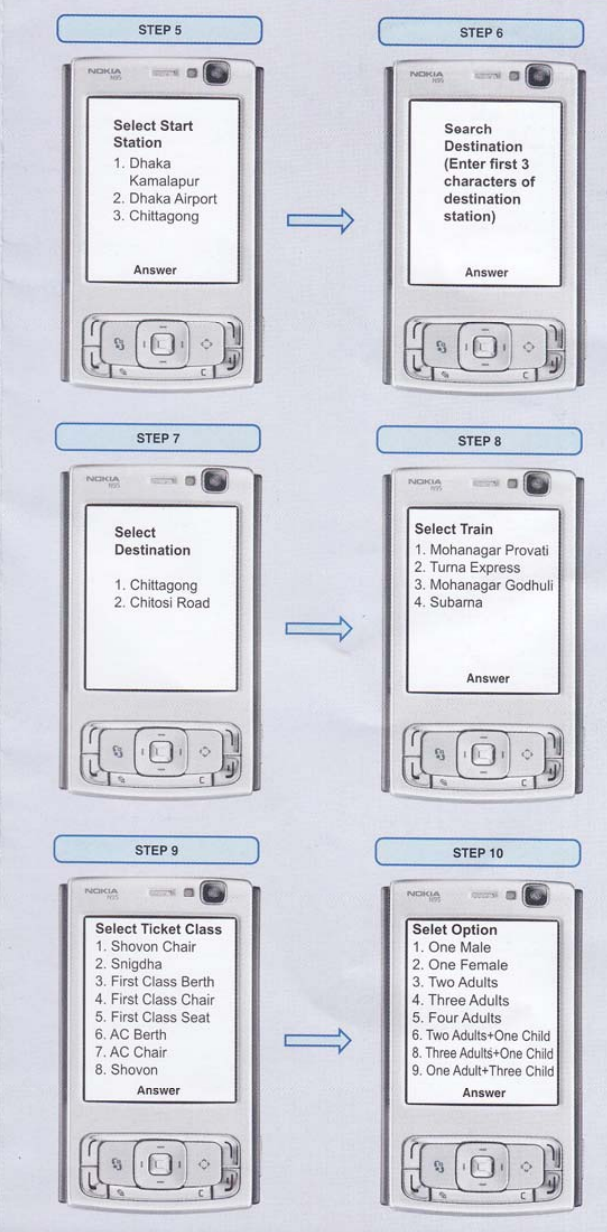 STEP 5
NOKIA
N95
Select Start
Station
1. Dhaka
Kamalapur
2. Dhaka Airport
3. Chittagong
Answer
C
STEP 6
NOKIA
N95
Search
Destination
(Enter first 3
characters of
destination
station)
Answer
C
STEP 7
NOKIA
N95
Select
Destination
1. Chittagong
2. Chitosi Road
C
STEP 8
NOKIA
N95
Select Train
1. Mohanagar Provati
2. Turna Express
3. Mohanagar Godhuli
4. Subarna
Answer
C
STEP 9
NOKIA
N95
Select Ticket Class
1. Shovon Chair
2. Snigdha
3. First Class Berth
4. First Class Chair
5. First Class Seat
6. AC Berth
7. AC Chair
8. Shovon
Answer
C
STEP 10
NOKIA
N95
Selet Option
1. One Male
2. One Female
3. Two Adults
4. Three Adults
5. Four Adults
6. Two Adults+One Child
8. Three Adults+One Child
9. One Adult+Three Child
Answer
C